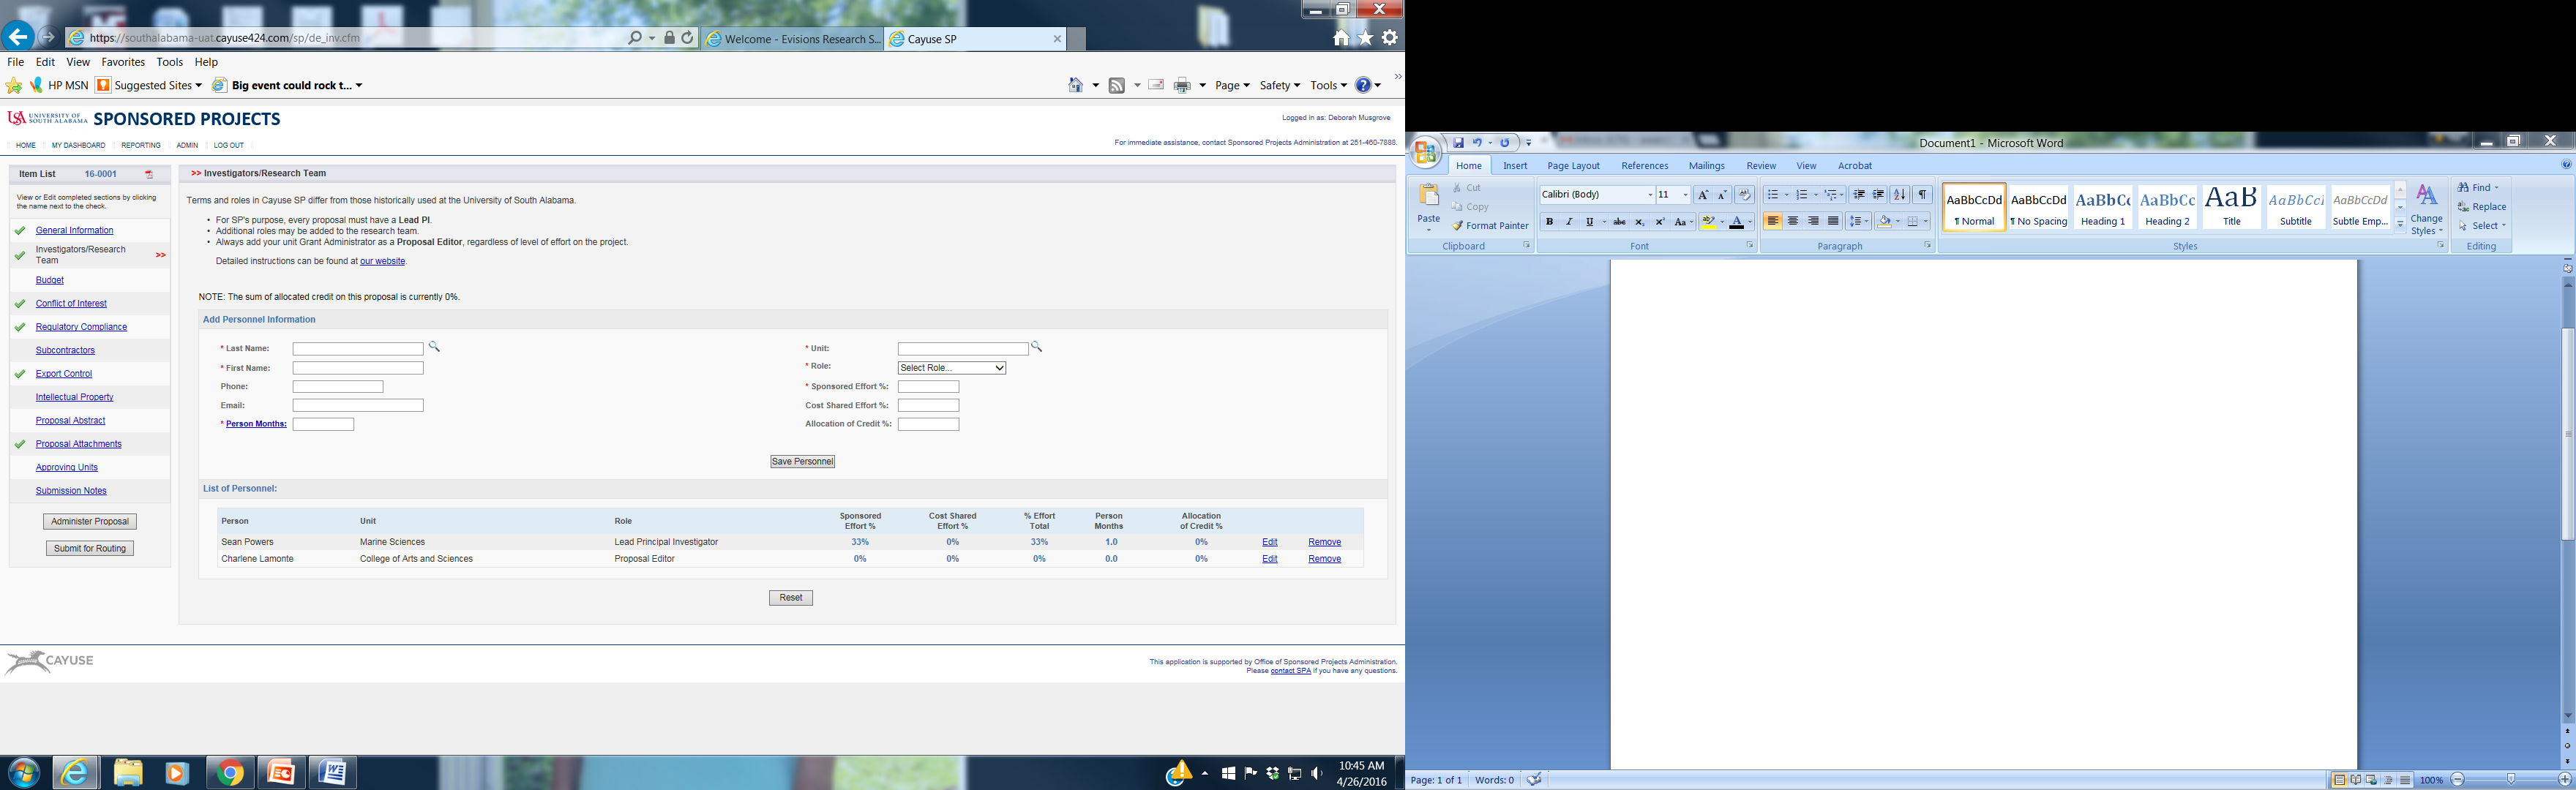 https://southalabama-uat.cayuse424.com/sp/de_inv.cfm
Welcome - Evisions Research S...
Cayuse SP
File Edit View Favorites Tools Help
HP MSN Suggested Sites Big event could rock t...
Page Safety Tools
USA UNIVERSITY OF SOUTH ALABAMA SPONSORED PROJECTS
Logged in as: Deborah Musgrove
For immediate assistance, contact Sponsored Projects Administration at 251-460-7888.
HOME MY DASHBOARD REPORTING ADMIN LOG OUT
Item List 16-0001
View or Edit completed sections by clicking
the name next to the check.
General Information
Investigators/Research
Team >>
Budget
Conflict of Interest
Regulatory Compliance
Subcontractors
Export Control
Intellectual Property
Proposal Abstract
Proposal Attachments
Approving Units
Submission Notes
Administer Proposal
Submit for Routing
>> Investigators/Research Team
Terms and roles in Cayuse SP differ from those historically used at the University of South Alabama.
• For SP's purpose, every proposal must have a Lead PI.
• Additional roles may be added to the research team.
• Always add your unit Grant Administrator as a Proposal Editor, regardless of level of effort on the project.
Detailed instructions can be found at our website.
NOTE: The sum of allocated credit on this proposal is currently 0%.
Add Personnel Information
* Last Name: * Unit:
* First Name: * Role: Select Role...
Phone: * Sponsored Effort %:
Email: Cost Shared Effort %:
* Person Months: Allocation of Credit %:
Save Personnel
List of Personnel:
Person Unit Role Sponsored Effort % Cost Shared Effort % % Effort Total Person Months Allocation of Credit %
Sean Powers Marine Sciences Lead Principal Investigator 33% 0% 33% 1.0 0% Edit Remove
Charlene Lamonte College of Arts and Sciences Proposal Editor 0% 0% 0% 0.0 0% Edit Remove
Reset
CAYUSE
This application is supported by Office of Sponsored Projects Administration.
Please contact SPA if you have any questions.
10:45 AM
4/26/2016
Document1 - Microsoft Word
Home Insert Page Layout References Mailings Review View Acrobat
Paste
Cut
Copy
Format Painter
Clipboard
Calibri (Body) 11
B I U abc x₂ x² Aa A
Font
Paragraph
AaBbCcDd AaBbCcDd AaBbC AaBbCc AaB AaBbCc AaBbCcDd
¶ Normal ¶ No Spacing Heading 1 Heading 2 Title Subtitle Subtle Emp...
Change
Styles
Styles
Find
Replace
Select
Editing
Page: 1 of 1 Words: 0
100%